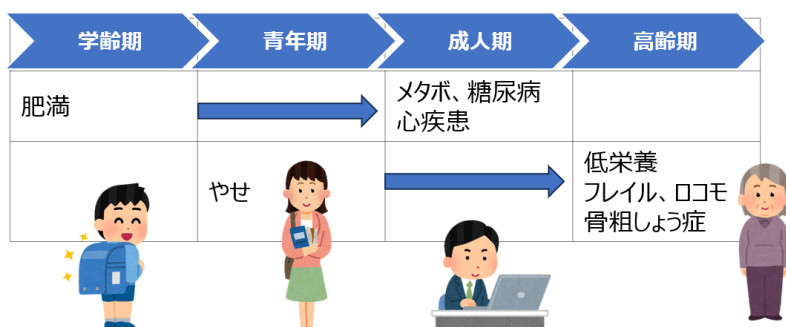 学齢期
青年期
成人期
高齢期
肥満
メタボ、糖尿病
心疾患
やせ
低栄養
フレイル、ロコモ
骨粗しょう症